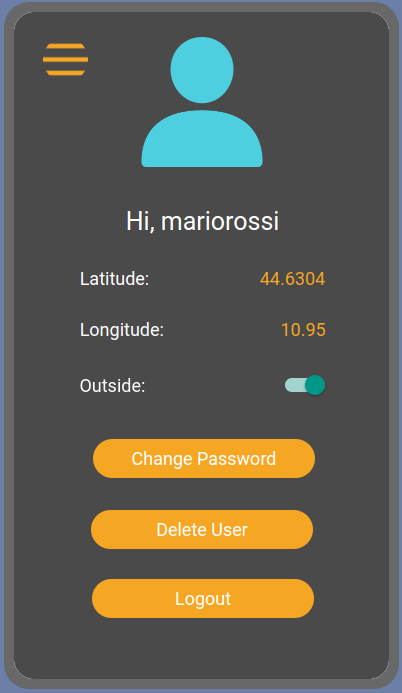 Hi, mariorossi
Latitude: 44.6304
Longitude: 10.95
Outside:
Change Password
Delete User
Logout